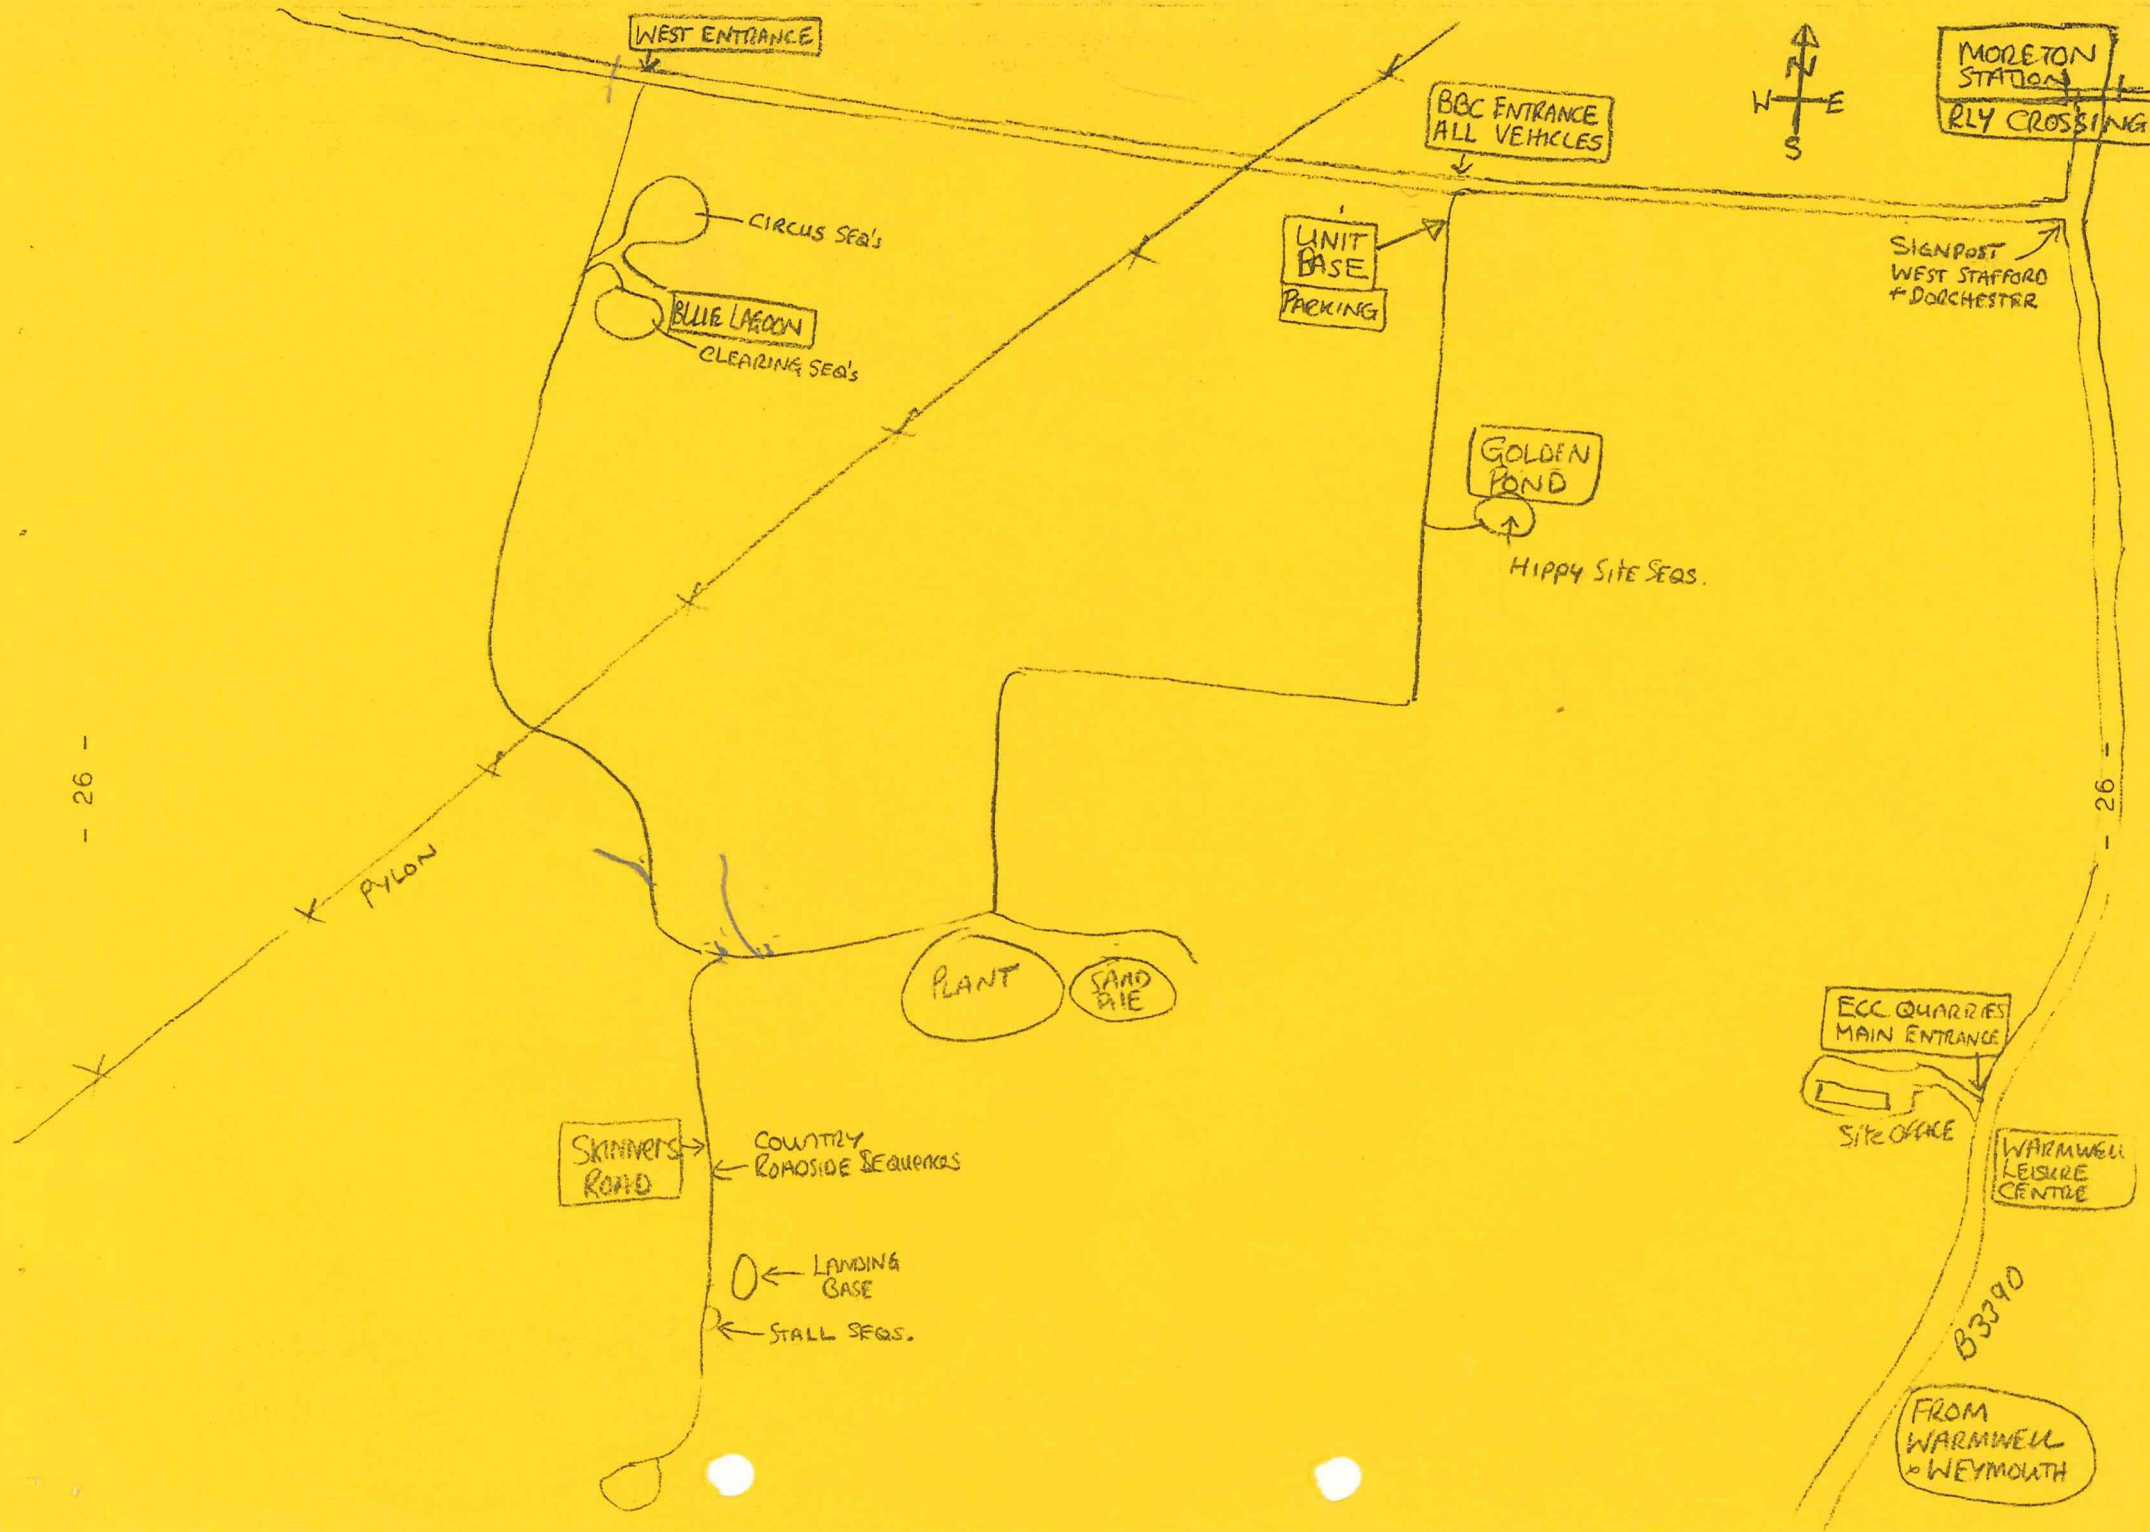 WEST ENTRANCE
BBC ENTRANCE
ALL VEHICLES
N
W E
S
MORETON
STATION
RLY CROSSING
CIRCUS SEQ's
BLUE LAGOON
CLEARING SEQ's
UNIT
BASE
PARKING
SIGNPOST
WEST STAFFORD
+ DORCHESTER
GOLDEN
POND
HIPPY SITE SEQS.
- 26 -
- 26 -
PYLON
PLANT
SAND
PILE
ECC QUARRIES
MAIN ENTRANCE
Site OFFICE
WARMWELL
LEISURE
CENTRE
SKINNERS
ROAD
COUNTRY
ROADSIDE SEQUENCES
LANDING
BASE
STALL SEQS.
B3390
FROM
WARMWELL
& WEYMOUTH